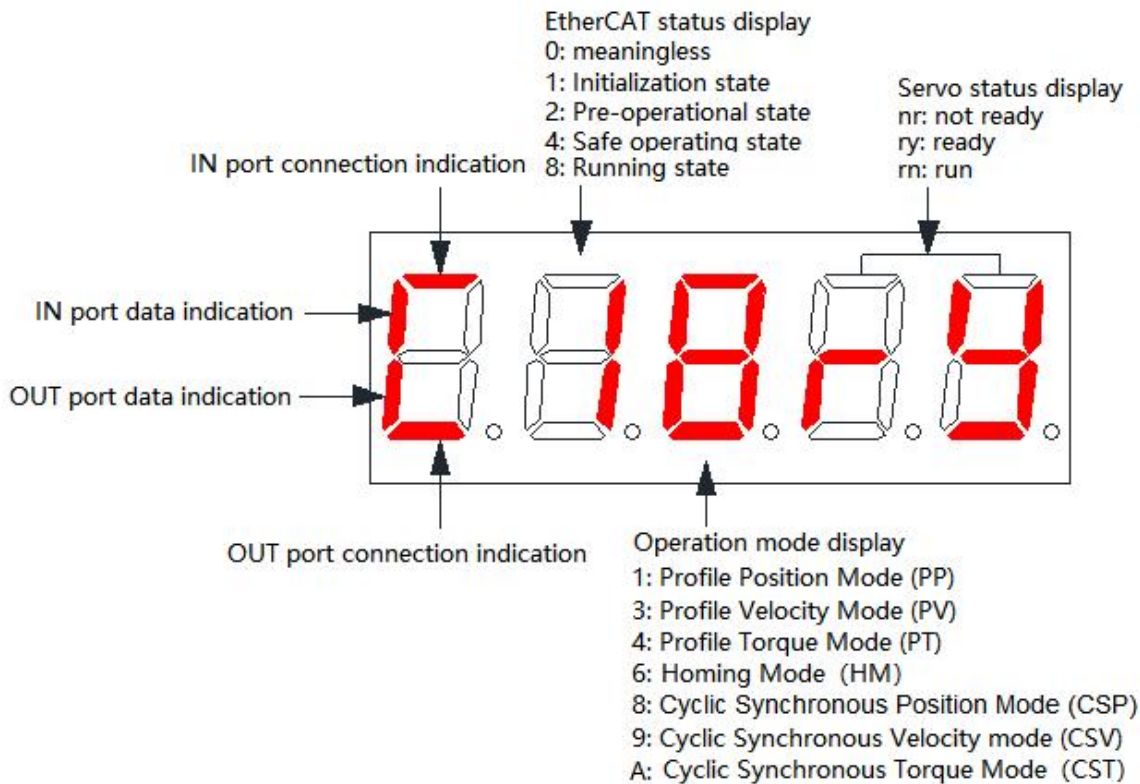 EtherCAT status display
0: meaningless
1: Initialization state
2: Pre-operational state
4: Safe operating state
8: Running state
Servo status display
nr: not ready
ry: ready
rn: run
IN port connection indication
IN port data indication
OUT port data indication
OUT port connection indication
18ry
Operation mode display
1: Profile Position Mode (PP)
3: Profile Velocity Mode (PV)
4: Profile Torque Mode (PT)
6: Homing Mode (HM)
8: Cyclic Synchronous Position Mode (CSP)
9: Cyclic Synchronous Velocity mode (CSV)
A: Cyclic Synchronous Torque Mode (CST)